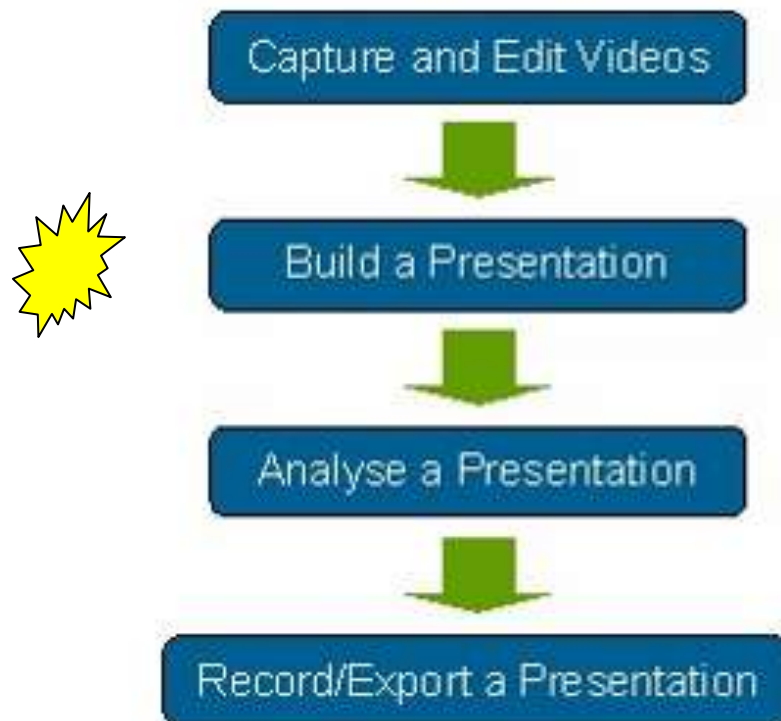 Capture and Edit Videos
Build a Presentation
Analyse a Presentation
Record/Export a Presentation